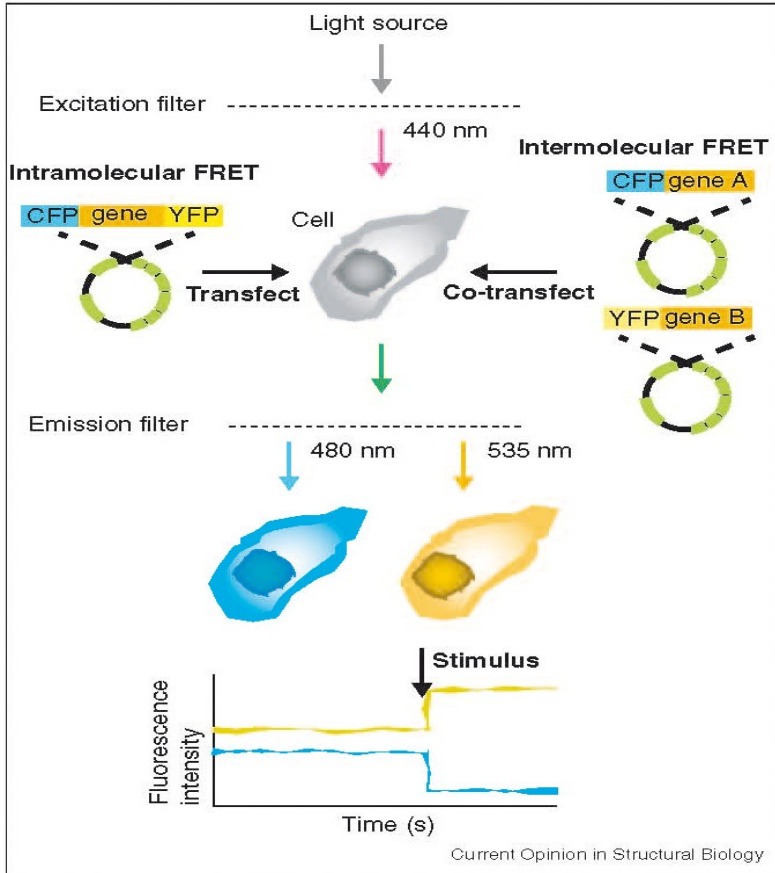 Light source
Excitation filter
440 nm
Intramolecular FRET
Intermolecular FRET
CFP gene YFP
CFP gene A
Cell
Transfect
Co-transfect
YFP gene B
Emission filter
480 nm
535 nm
Stimulus
Fluorescence
intensity
Time (s)
Current Opinion in Structural Biology